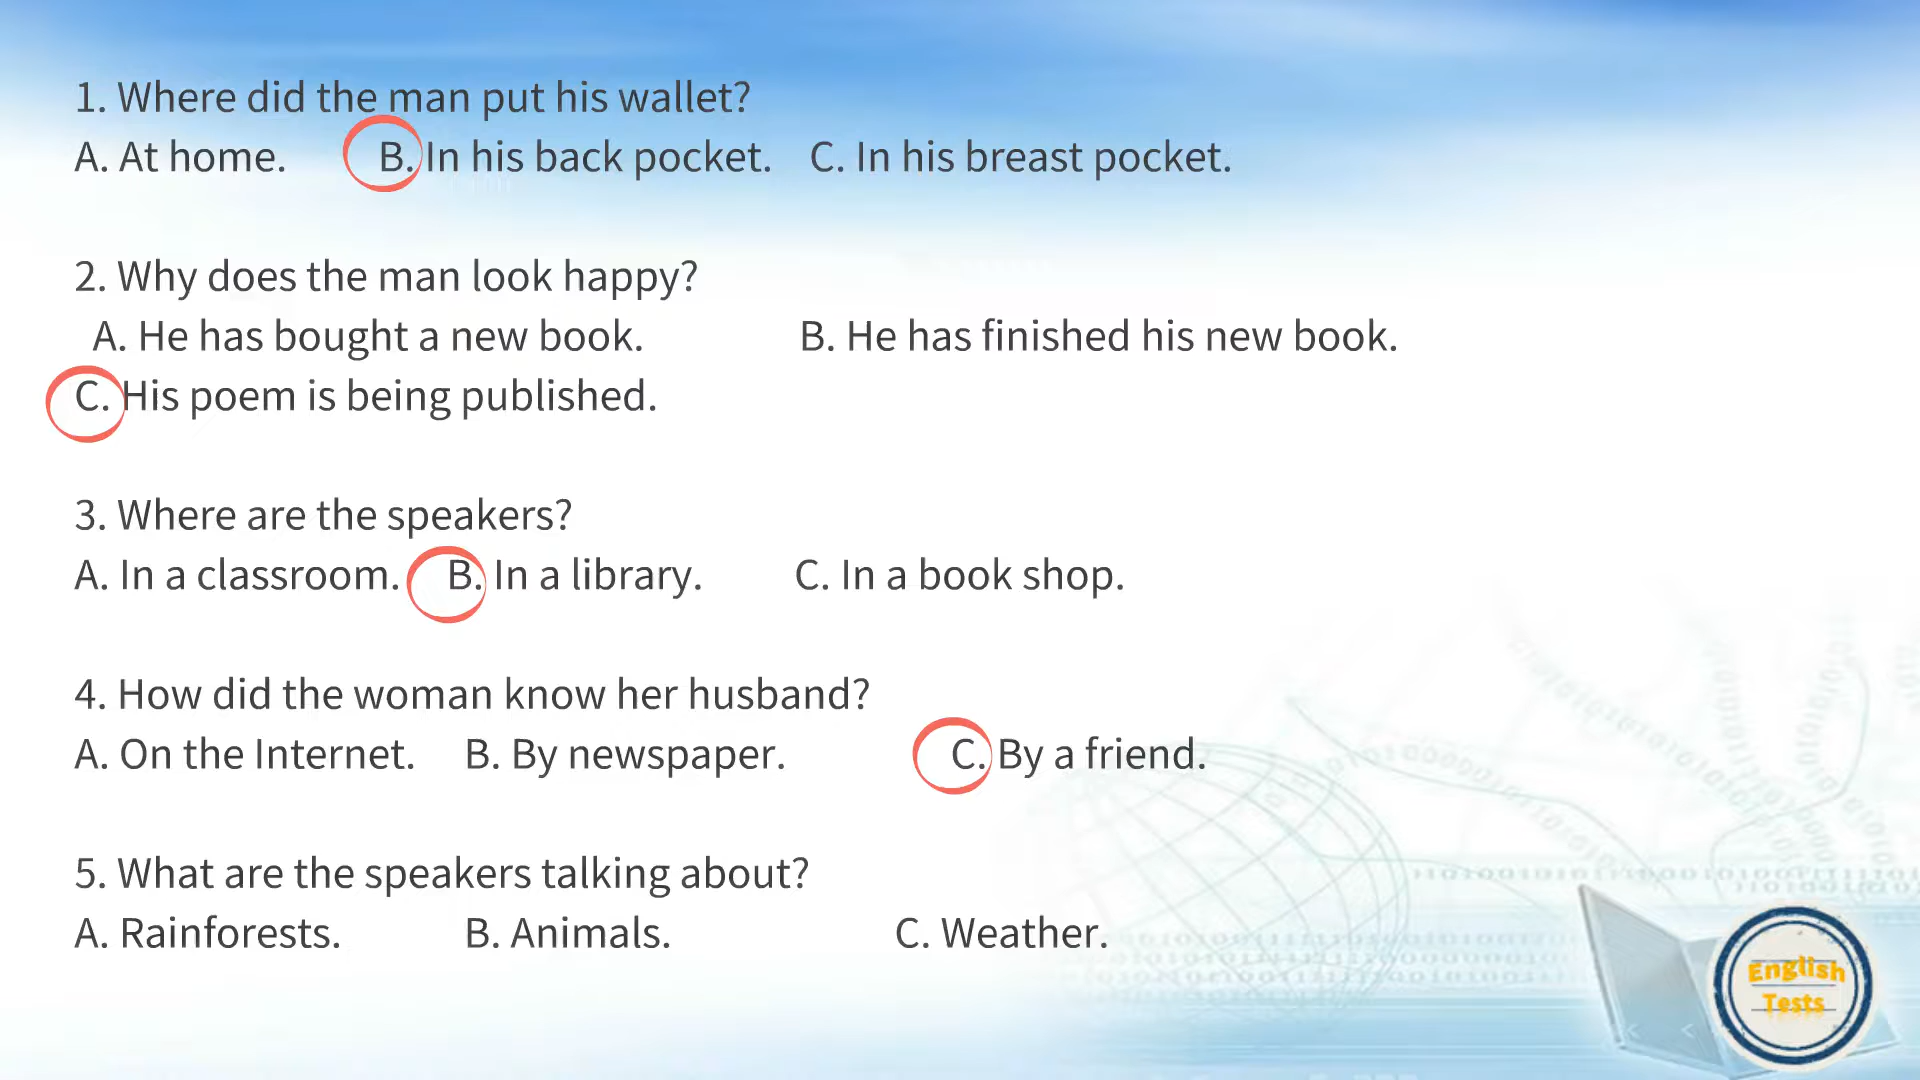 1. Where did the man put his wallet?
A. At home. B. In his back pocket. C. In his breast pocket.
2. Why does the man look happy?
A. He has bought a new book. B. He has finished his new book.
C. His poem is being published.
3. Where are the speakers?
A. In a classroom. B. In a library. C. In a book shop.
4. How did the woman know her husband?
A. On the Internet. B. By newspaper. C. By a friend.
5. What are the speakers talking about?
A. Rainforests. B. Animals. C. Weather.
English
Tests